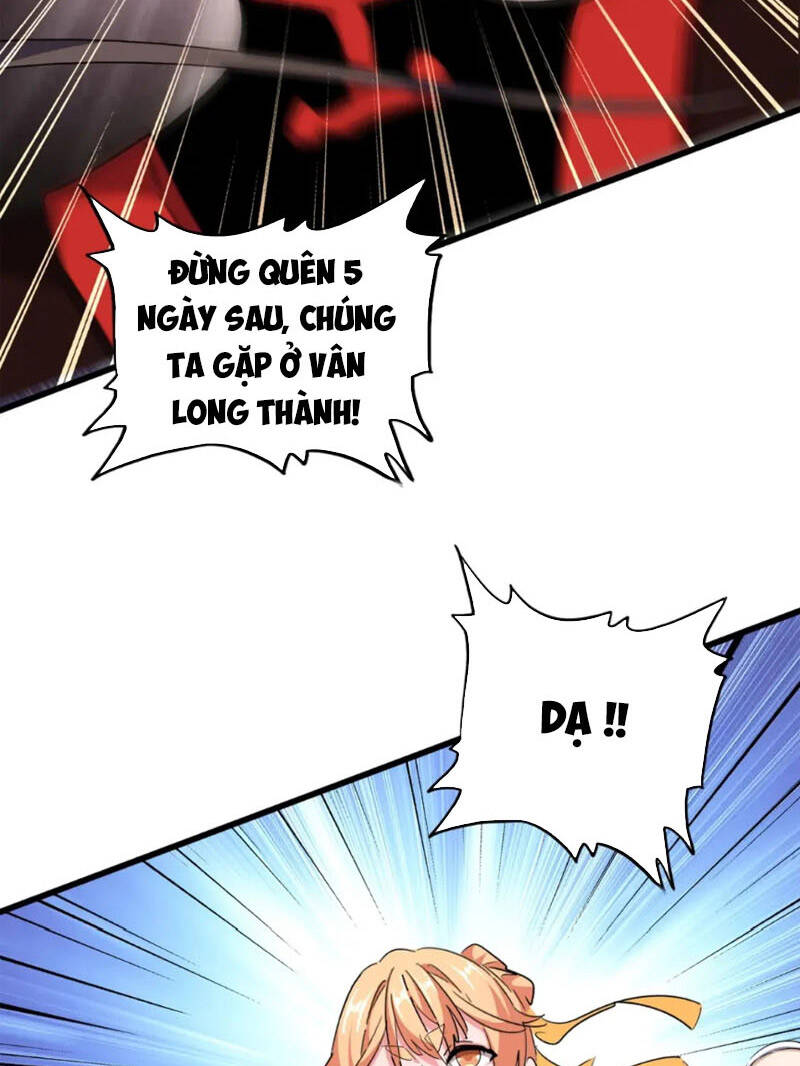 ĐỪNG QUÊN 5
NGÀY SAU, CHÚNG
TA GẶP Ở VÂN
LONG THÀNH!
DẠ !!